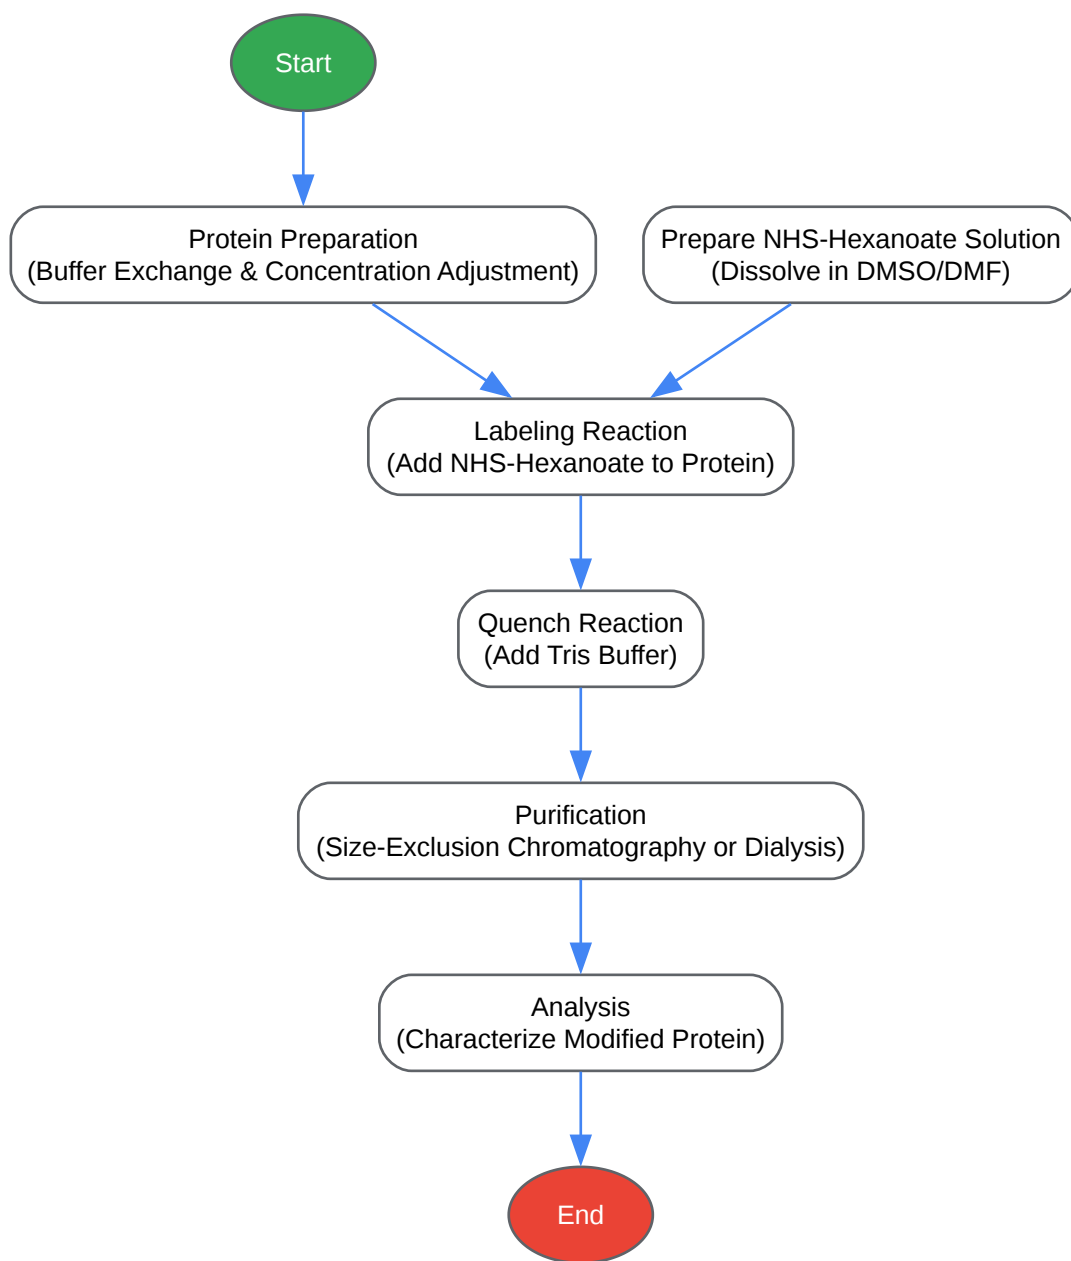 Start
Protein Preparation
(Buffer Exchange & Concentration Adjustment)
Prepare NHS-Hexanoate Solution
(Dissolve in DMSO/DMF)
Labeling Reaction
(Add NHS-Hexanoate to Protein)
Quench Reaction
(Add Tris Buffer)
Purification
(Size-Exclusion Chromatography or Dialysis)
Analysis
(Characterize Modified Protein)
End